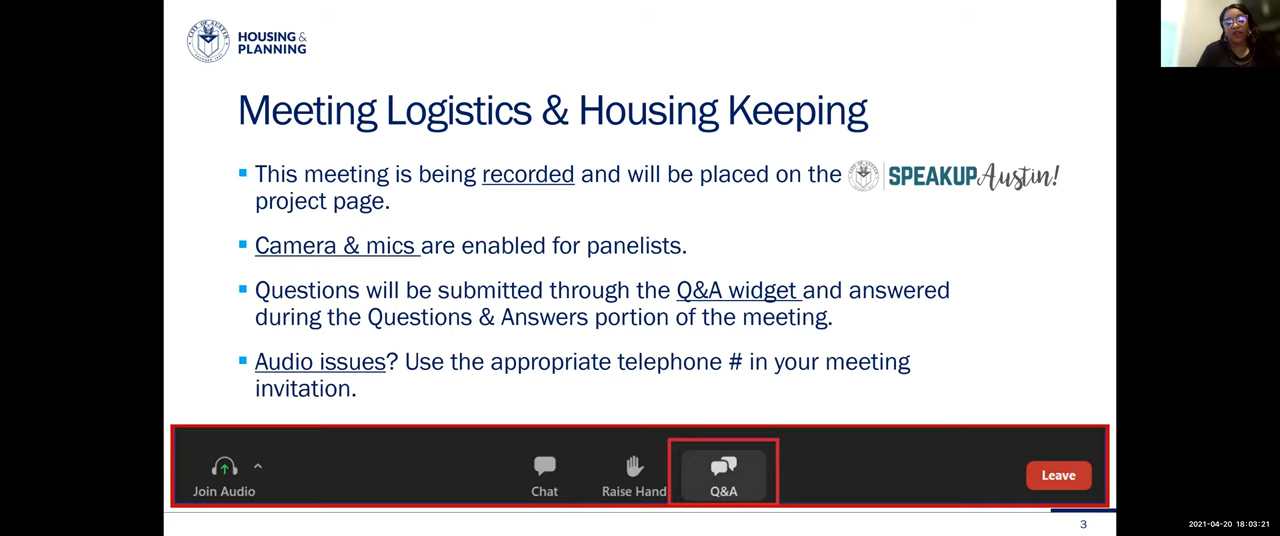 CITY OF AUSTIN
HOUSING &
PLANNING
Meeting Logistics & Housing Keeping
This meeting is being recorded and will be placed on the SPEAKUP Austin!
project page.
Camera & mics are enabled for panelists.
Questions will be submitted through the Q&A widget and answered
during the Questions & Answers portion of the meeting.
Audio issues? Use the appropriate telephone # in your meeting
invitation.
Join Audio
Chat
Raise Hand
Q&A
Leave
3
2021-04-20 18:03:21